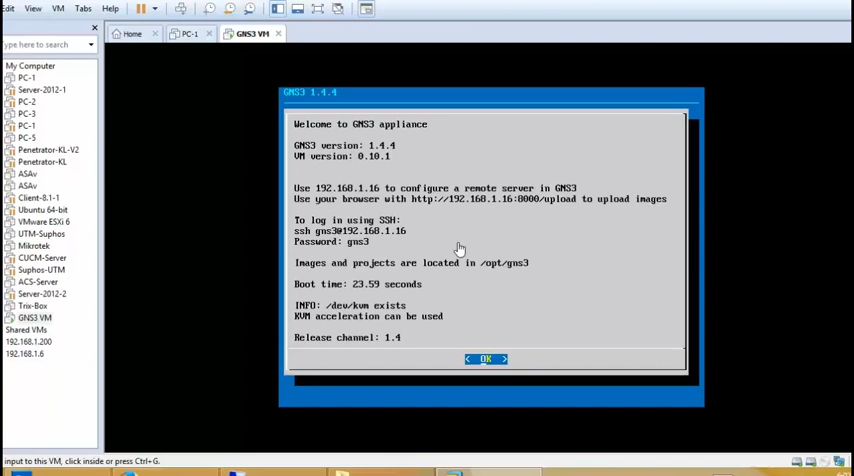 Edit View VM Tabs Help
Home PC-1 GNS3 VM
ype here to search
My Computer
PC-1
Server-2012-1
PC-2
PC-3
PC-1
PC-5
Penetrator-KL-V2
Penetrator-KL
ASAv
ASAv
Client-8.1-1
Ubuntu 64-bit
VMware ESXi 6
UTM-Suphos
Mikrotek
CUCM-Server
Suphos-UTM
ACS-Server
Server-2012-2
Trix-Box
GNS3 VM
Shared VMs
192.168.1.200
192.168.1.6
GNS3 1.4.4
Welcome to GNS3 appliance
GNS3 version: 1.4.4
VM version: 0.10.1
Use 192.168.1.16 to configure a remote server in GNS3
Use your browser with http://192.168.1.16:8000/upload to upload images
To log in using SSH:
ssh gns3@192.168.1.16
Password: gns3
Images and projects are located in /opt/gns3
Boot time: 23.59 seconds
INFO: /dev/kvm exists
KVM acceleration can be used
Release channel: 1.4
< OK >
input to this VM, click inside or press Ctrl+G.